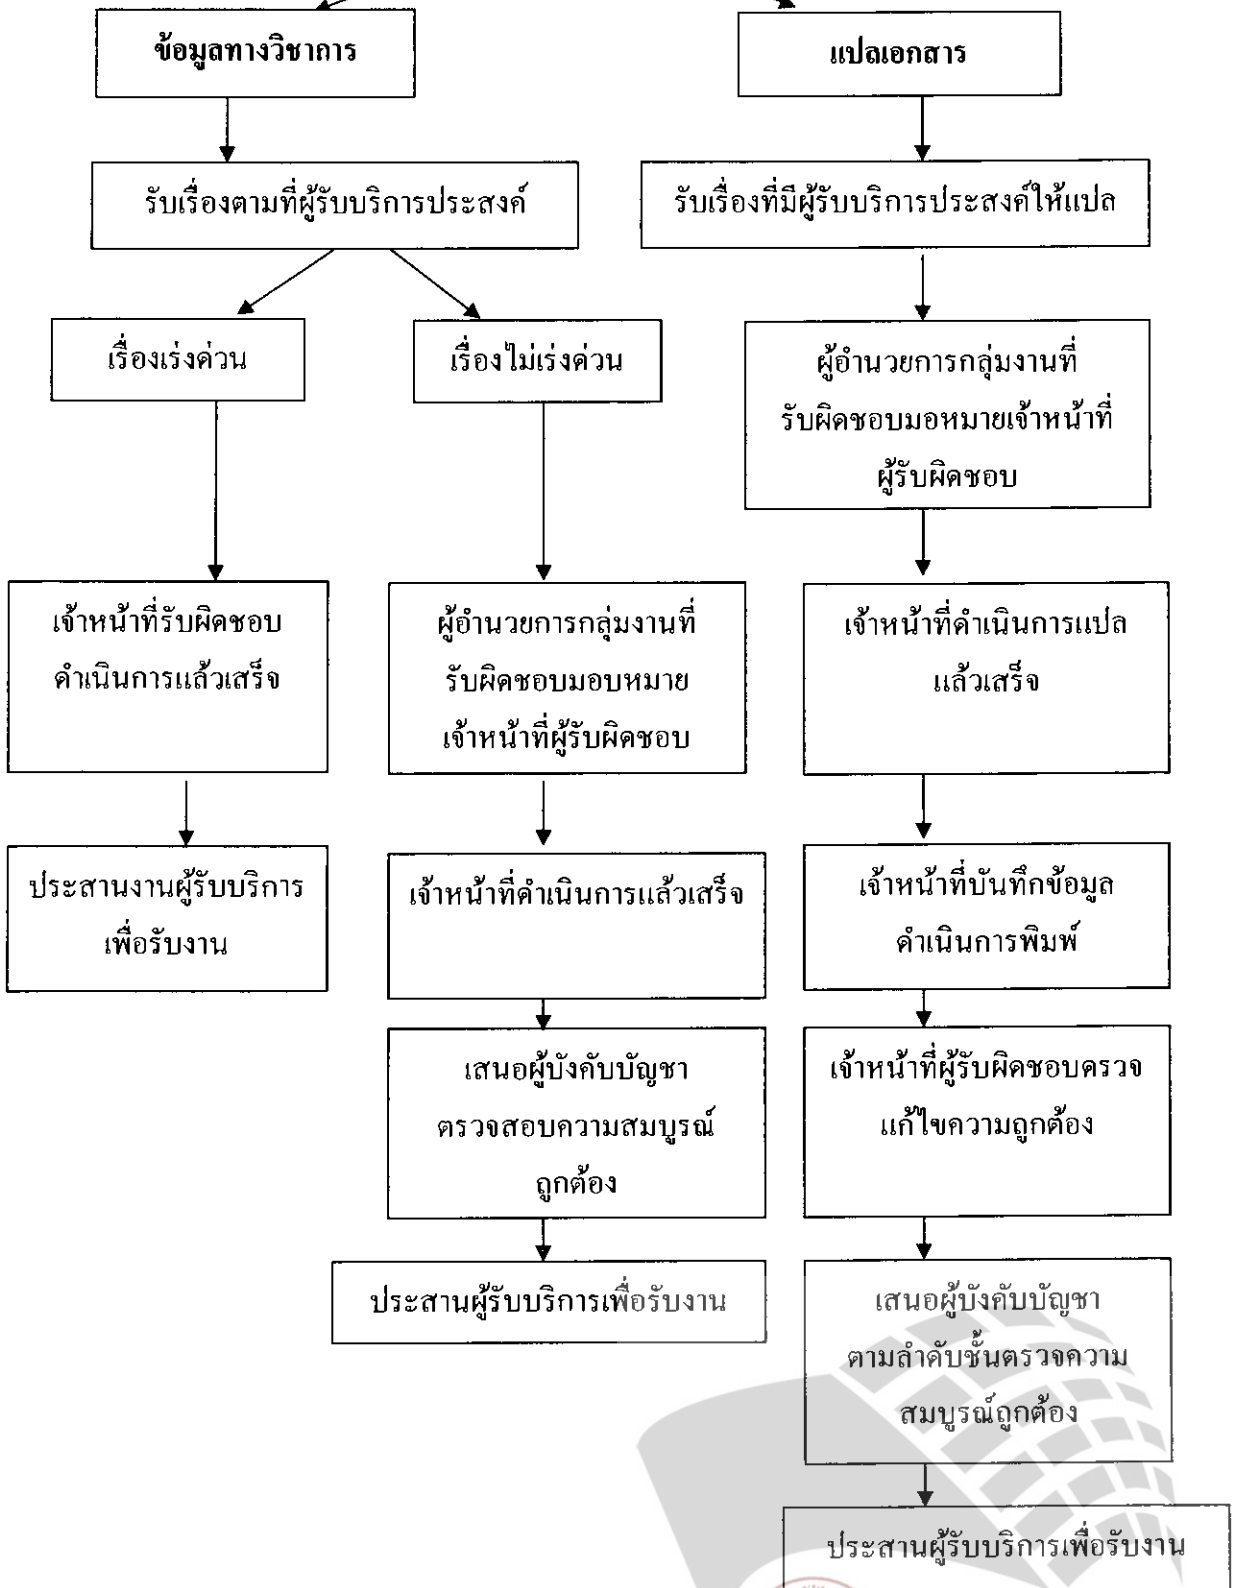 ข้อมูลทางวิชาการ
แปลเอกสาร
รับเรื่องตามที่ผู้รับบริการประสงค์
รับเรื่องที่มีผู้รับบริการประสงค์ให้แปล
เรื่องเร่งด่วน
เรื่องไม่เร่งด่วน
ผู้อำนวยการกลุ่มงานที่
รับผิดชอบมอหมายเจ้าหน้าที่
ผู้รับผิดชอบ
เจ้าหน้าที่รับผิดชอบ
ดำเนินการแล้วเสร็จ
ผู้อำนวยการกลุ่มงานที่
รับผิดชอบมอบหมาย
เจ้าหน้าที่ผู้รับผิดชอบ
เจ้าหน้าที่ดำเนินการแปล
แล้วเสร็จ
ประสานงานผู้รับบริการ
เพื่อรับงาน
เจ้าหน้าที่ดำเนินการแล้วเสร็จ
เจ้าหน้าที่บันทึกข้อมูล
ดำเนินการพิมพ์
เสนอผู้บังคับบัญชา
ตรวจสอบความสมบูรณ์
ถูกต้อง
เจ้าหน้าที่ผู้รับผิดชอบตรวจ
แก้ไขความถูกต้อง
ประสานผู้รับบริการเพื่อรับงาน
เสนอผู้บังคับบัญชา
ตามลำดับชั้นตรวจความ
สมบูรณ์ถูกต้อง
ประสานผู้รับบริการเพื่อรับงาน